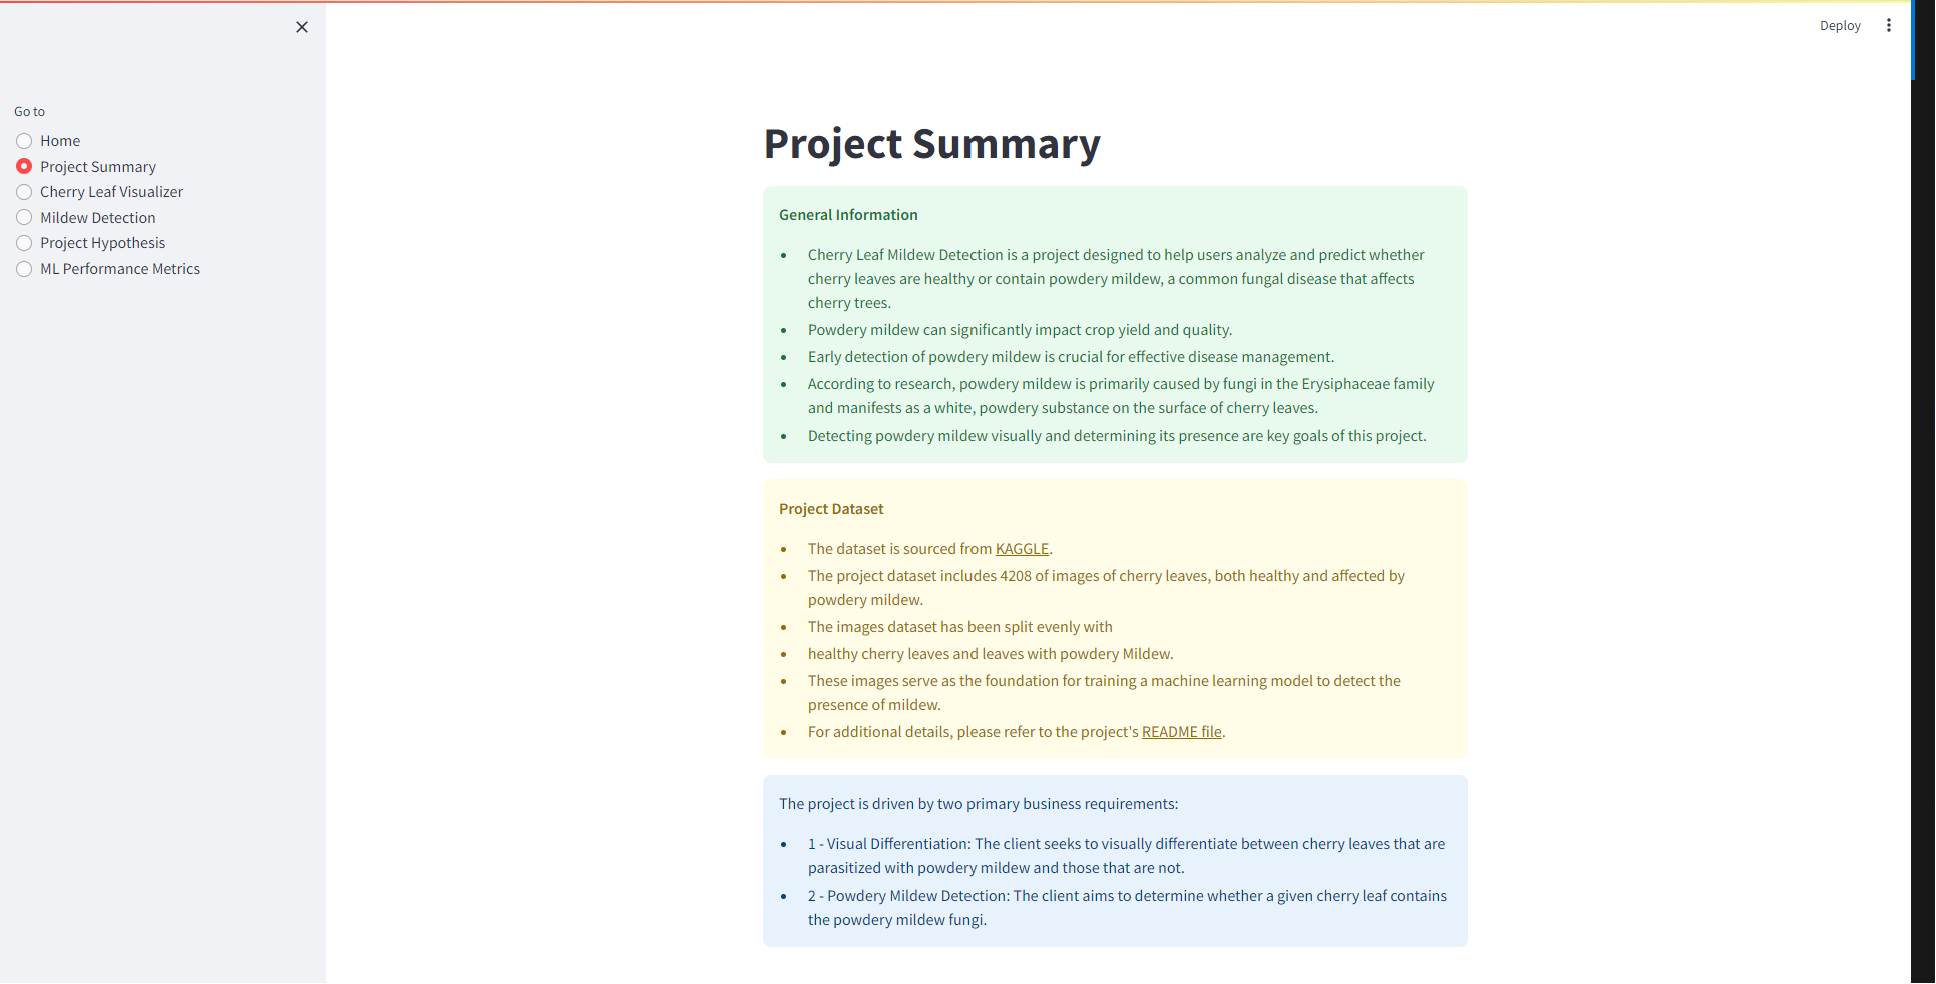 Deploy
Go to
Home
Project Summary
Cherry Leaf Visualizer
Mildew Detection
Project Hypothesis
ML Performance Metrics
Project Summary
General Information
Cherry Leaf Mildew Detection is a project designed to help users analyze and predict whether
cherry leaves are healthy or contain powdery mildew, a common fungal disease that affects
cherry trees.
Powdery mildew can significantly impact crop yield and quality.
Early detection of powdery mildew is crucial for effective disease management.
According to research, powdery mildew is primarily caused by fungi in the Erysiphaceae family
and manifests as a white, powdery substance on the surface of cherry leaves.
Detecting powdery mildew visually and determining its presence are key goals of this project.
Project Dataset
The dataset is sourced from KAGGLE.
The project dataset includes 4208 of images of cherry leaves, both healthy and affected by
powdery mildew.
The images dataset has been split evenly with
healthy cherry leaves and leaves with powdery Mildew.
These images serve as the foundation for training a machine learning model to detect the
presence of mildew.
For additional details, please refer to the project's README file.
The project is driven by two primary business requirements:
1 - Visual Differentiation: The client seeks to visually differentiate between cherry leaves that are
parasitized with powdery mildew and those that are not.
2 - Powdery Mildew Detection: The client aims to determine whether a given cherry leaf contains
the powdery mildew fungi.